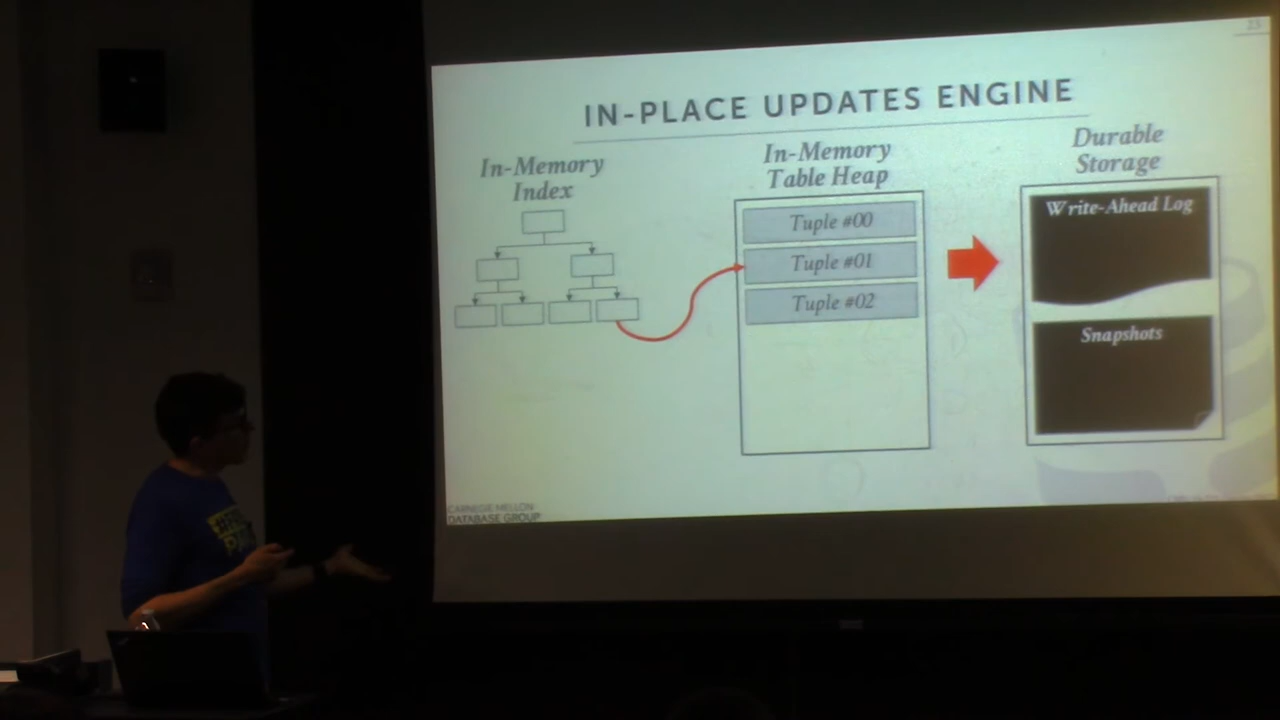 25
IN-PLACE UPDATES ENGINE
In-Memory
Index
In-Memory
Table Heap
Tuple #00
Tuple #01
Tuple #02
Durable
Storage
Write-Ahead Log
Snapshots
CARNEGIE MELLON
DATABASE GROUP